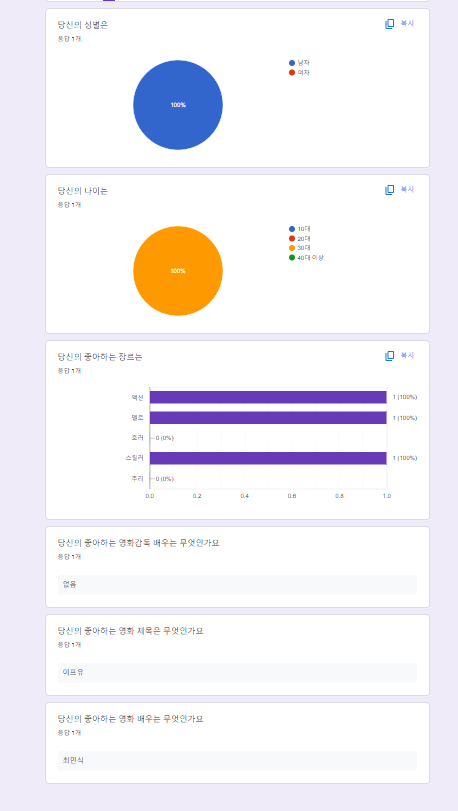 당신의 성별은
복사
응답 1개
남자
여자
100%
당신의 나이는
복사
응답 1개
10대
20대
30대
40대 이상
100%
당신의 좋아하는 장르는
복사
응답 1개
액션
1 (100%)
멜로
1 (100%)
호러
0 (0%)
스릴러
1 (100%)
추리
0 (0%)
0.0 0.2 0.4 0.6 0.8 1.0
당신의 좋아하는 영화감독 배우는 무엇인가요
응답 1개
없음
당신의 좋아하는 영화 제목은 무엇인가요
응답 1개
이프유
당신의 좋아하는 영화 배우는 무엇인가요
응답 1개
최민식